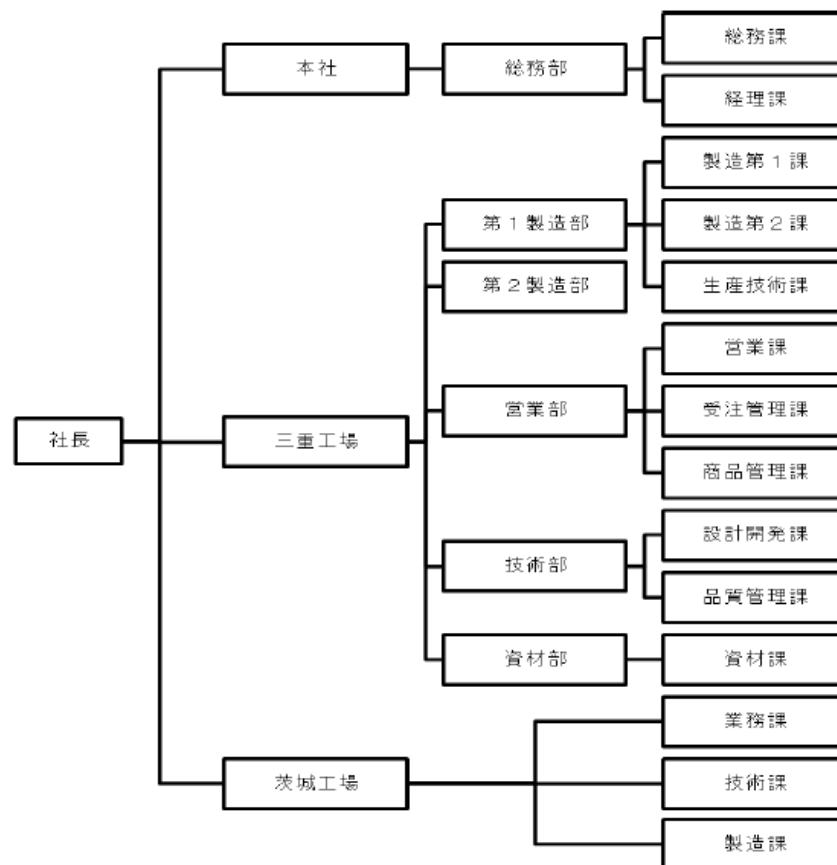 総務課
本社
総務部
経理課
製造第１課
第１製造部
製造第２課
第２製造部
生産技術課
営業課
営業部
受注管理課
社長
三重工場
商品管理課
設計開発課
技術部
品質管理課
資材部
資材課
業務課
茨城工場
技術課
製造課